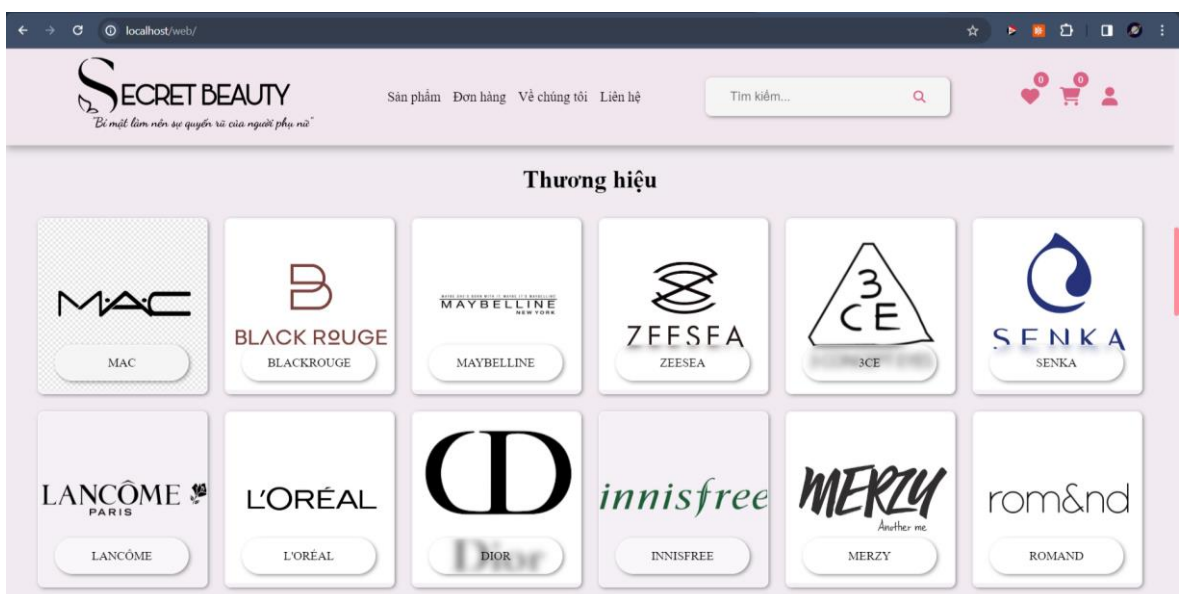 localhost/web/
SECRET BEAUTY
"Bí mật làm nên sự quyến rũ của người phụ nữ"
Sản phẩm Đơn hàng Về chúng tôi Liên hệ
Tìm kiếm...
0 0
Thương hiệu
MAC BLACK ROUGE MAYBELLINE NEW YORK ZEESEA 3CE SENKA
MAC BLACKROUGE MAYBELLINE ZEESEA 3CE SENKA
LANCÔME PARIS L'ORÉAL CD Dior innisfree MERZY Another me rom&nd
LANCÔME L'ORÉAL DIOR INNISFREE MERZY ROMAND